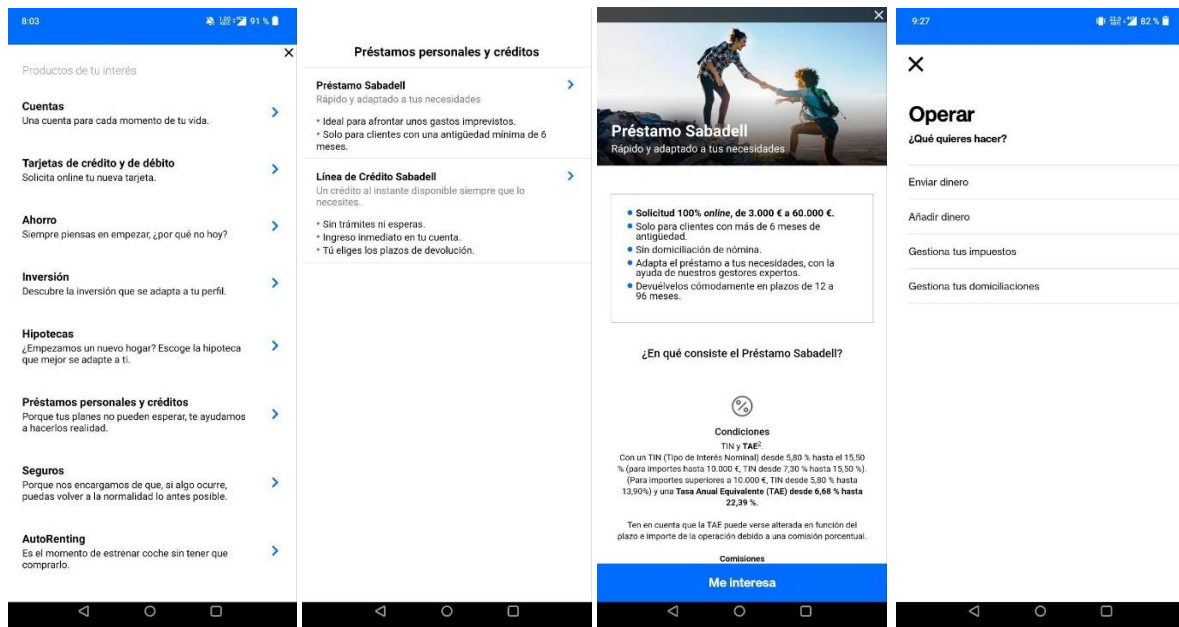 8:03
91 %
Productos de tu interés
Cuentas
Una cuenta para cada momento de tu vida.
Tarjetas de crédito y de débito
Solicita online tu nueva tarjeta.
Ahorro
Siempre piensas en empezar, ¿por qué no hoy?
Inversión
Descubre la inversión que se adapta a tu perfil.
Hipotecas
¿Empezamos un nuevo hogar? Escoge la hipoteca
que mejor se adapte a ti.
Préstamos personales y créditos
Porque tus planes no pueden esperar, te ayudamos
a hacerlos realidad.
Seguros
Porque nos encargamos de que, si algo ocurre,
puedas volver a la normalidad lo antes posible.
AutoRenting
Es el momento de estrenar coche sin tener que
comprarlo.
Préstamos personales y créditos
Préstamo Sabadell
Rápido y adaptado a tus necesidades
• Ideal para afrontar unos gastos imprevistos.
• Solo para clientes con una antigüedad mínima de 6
meses.
Línea de Crédito Sabadell
Un crédito al instante disponible siempre que lo
necesites.
• Sin trámites ni esperas.
• Ingreso inmediato en tu cuenta.
• Tú eliges los plazos de devolución.
Préstamo Sabadell
Rápido y adaptado a tus necesidades
• Solicitud 100% online, de 3.000 € a 60.000 €.
• Solo para clientes con más de 6 meses de
antigüedad.
• Sin domiciliación de nómina.
• Adapta el préstamo a tus necesidades, con la
ayuda de nuestros gestores expertos.
• Devuélvelos cómodamente en plazos de 12 a
96 meses.
¿En qué consiste el Préstamo Sabadell?
Condiciones
TIN y TAE².
Con un TIN (Tipo de Interés Nominal) desde 5,80 % hasta el 15,50
% (para importes hasta 10.000 €, TIN desde 7,30 % hasta 15,50 %).
(Para importes superiores a 10.000 €, TIN desde 5,80 % hasta
13,90%) y una Tasa Anual Equivalente (TAE) desde 6,68 % hasta
22,39 %.
Ten en cuenta que la TAE puede verse alterada en función del
plazo e importe de la operación debido a una comisión porcentual.
Comisiones
Me interesa
9:27
82 %
Operar
¿Qué quieres hacer?
Enviar dinero
Añadir dinero
Gestiona tus impuestos
Gestiona tus domiciliaciones